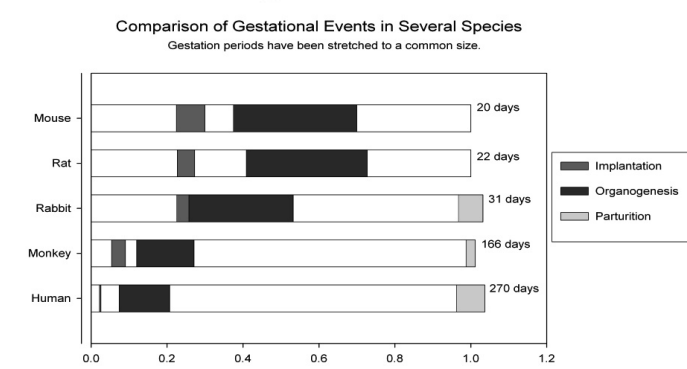 Comparison of Gestational Events in Several Species
Gestation periods have been stretched to a common size.
Mouse
20 days
Rat
22 days
Rabbit
31 days
Monkey
166 days
Human
270 days
Implantation
Organogenesis
Parturition
0.0 0.2 0.4 0.6 0.8 1.0 1.2